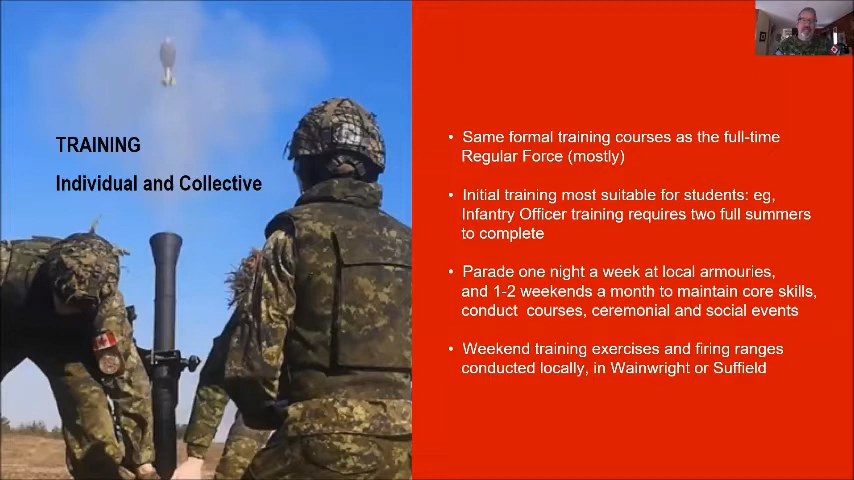 TRAINING
Individual and Collective
• Same formal training courses as the full-time
Regular Force (mostly)
• Initial training most suitable for students: eg,
Infantry Officer training requires two full summers
to complete
• Parade one night a week at local armouries,
and 1-2 weekends a month to maintain core skills,
conduct courses, ceremonial and social events
• Weekend training exercises and firing ranges
conducted locally, in Wainwright or Suffield